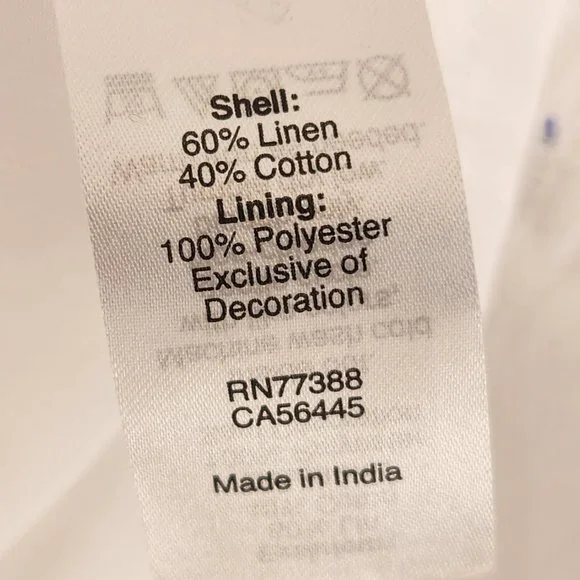 Shell:
60% Linen
40% Cotton
Lining:
100% Polyester
Exclusive of
Decoration
RN77388
CA56445
Made in India